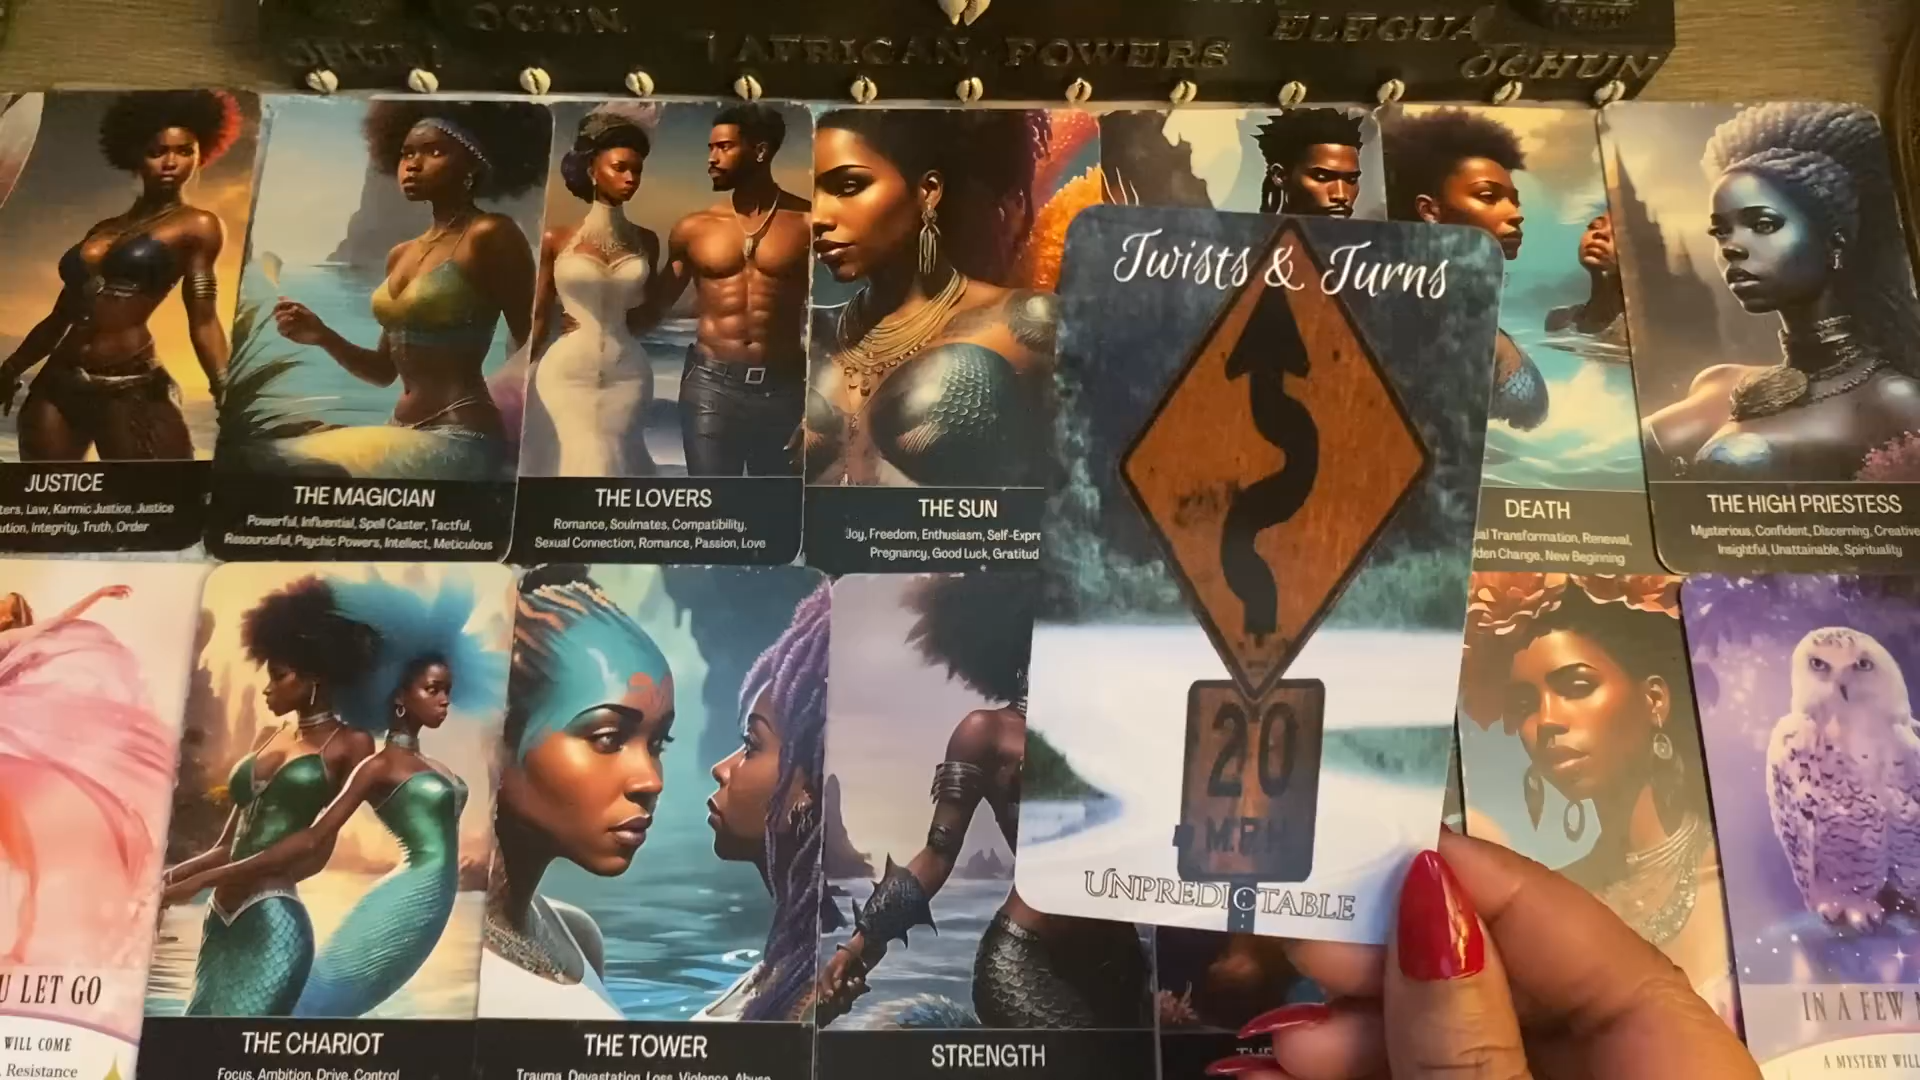 OGUN
ELEGUA
7 AFRICAN POWERS
OCHUN
Twists & Turns
20
M.P.H.
UNPREDICTABLE
JUSTICE
Law, Karmic Justice, Justice
Integrity, Truth, Order
THE MAGICIAN
Powerful, Influential, Spell Caster, Tactful,
Resourceful, Psychic Powers, Intellect, Meticulous
THE LOVERS
Romance, Soulmates, Compatibility,
Sexual Connection, Romance, Passion, Love
THE SUN
Joy, Freedom, Enthusiasm, Self-Expre
Pregnancy, Good Luck, Gratitud
DEATH
Transformation, Renewal,
Change, New Beginning
THE HIGH PRIESTESS
Mysterious, Confident, Discerning, Creative
Insightful, Unattainable, Spirituality
U LET GO
WILL COME
Resistance
THE CHARIOT
Focus, Ambition, Drive, Control
THE TOWER
Trauma, Devastation, Loss, Violence, Abuse
STRENGTH
THE
IN A FEW
A MYSTERY WILL